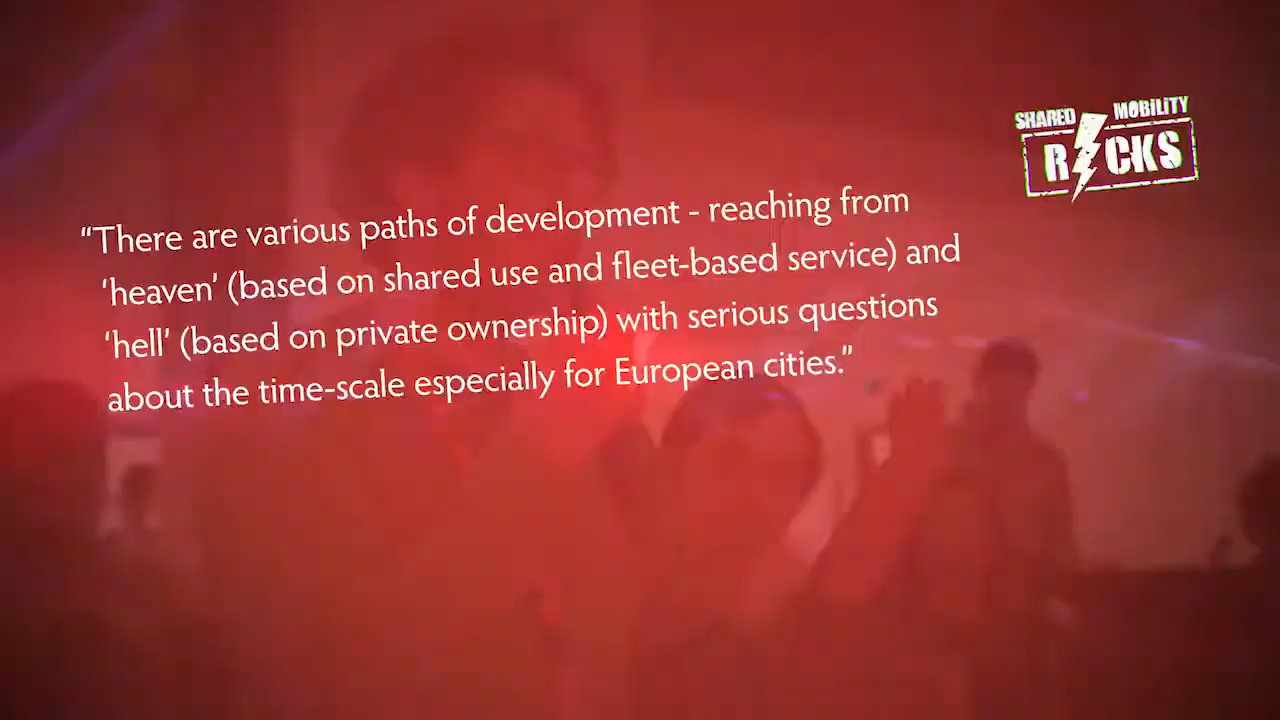 SHARED MOBILITY
ROCKS
“There are various paths of development - reaching from
‘heaven’ (based on shared use and fleet-based service) and
‘hell’ (based on private ownership) with serious questions
about the time-scale especially for European cities.”